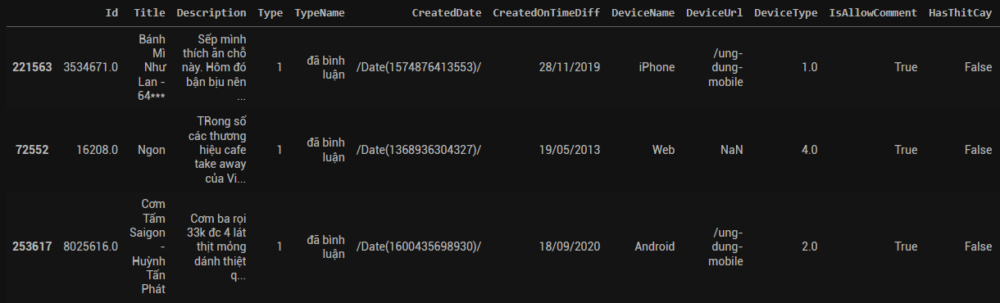 Id Title Description Type TypeName CreatedDate CreatedOnTimeDiff DeviceName DeviceUrl DeviceType IsAllowComment HasThitCay
Bánh Sếp mình
Mì thích ăn chỗ /ung-
221563 3534671.0 Như này. Hôm đó 1 đã bình luận /Date(1574876413553)/ 28/11/2019 iPhone dung- 1.0 True False
Lan - bận bịu nên mobile
64*** ...
TRong số
các thương
72552 16208.0 Ngon hiệu cafe 1 đã bình luận /Date(1368936304327)/ 19/05/2013 Web NaN 4.0 True False
take away
của Vi...
Cơm
Tấm Cơm ba rọi
Saigon 33k đc 4 lát /ung-
253617 8025616.0 - thịt mỏng 1 đã bình luận /Date(1600435698930)/ 18/09/2020 Android dung- 2.0 True False
Huỳnh dánh thiệt mobile
Tấn q...
Phát